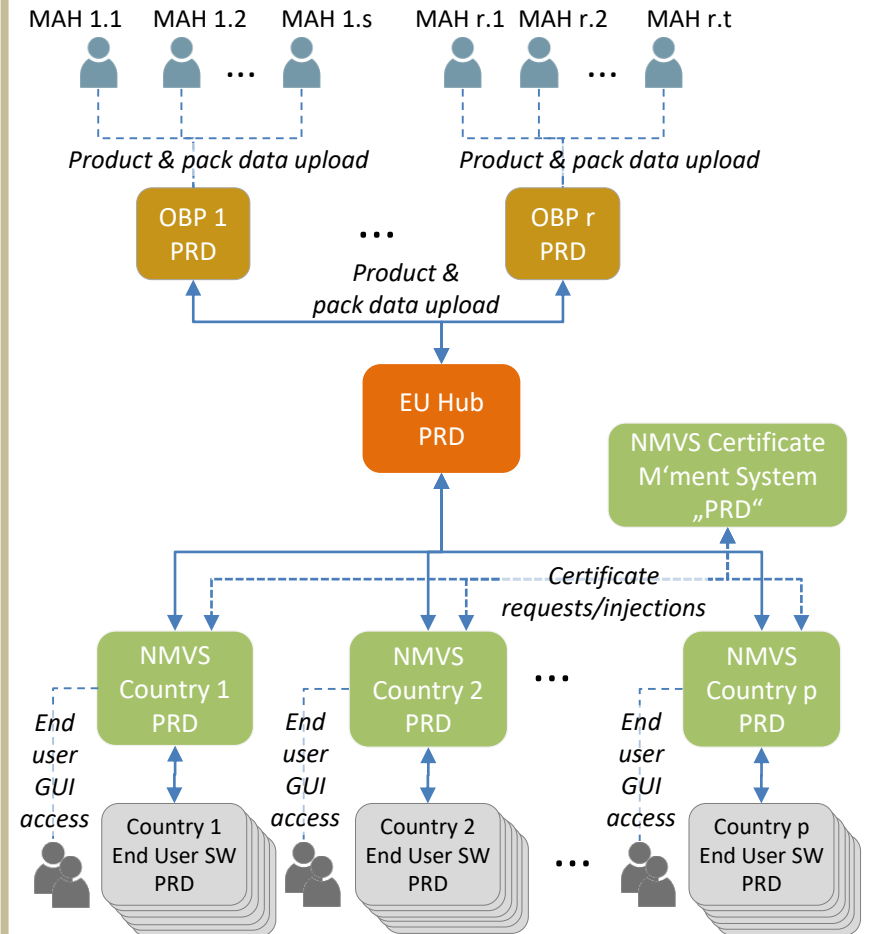 MAH 1.1 MAH 1.2 MAH 1.s MAH r.1 MAH r.2 MAH r.t
... ...
Product & pack data upload Product & pack data upload
OBP 1
PRD
...
OBP r
PRD
Product &
pack data upload
EU Hub
PRD
NMVS Certificate
M‘ment System
„PRD“
Certificate
requests/injections
NMVS
Country 1
PRD
NMVS
Country 2
PRD
...
NMVS
Country p
PRD
End
user
GUI
access
End
user
GUI
access
End
user
GUI
access
Country 1
End User SW
PRD
Country 2
End User SW
PRD
...
Country p
End User SW
PRD